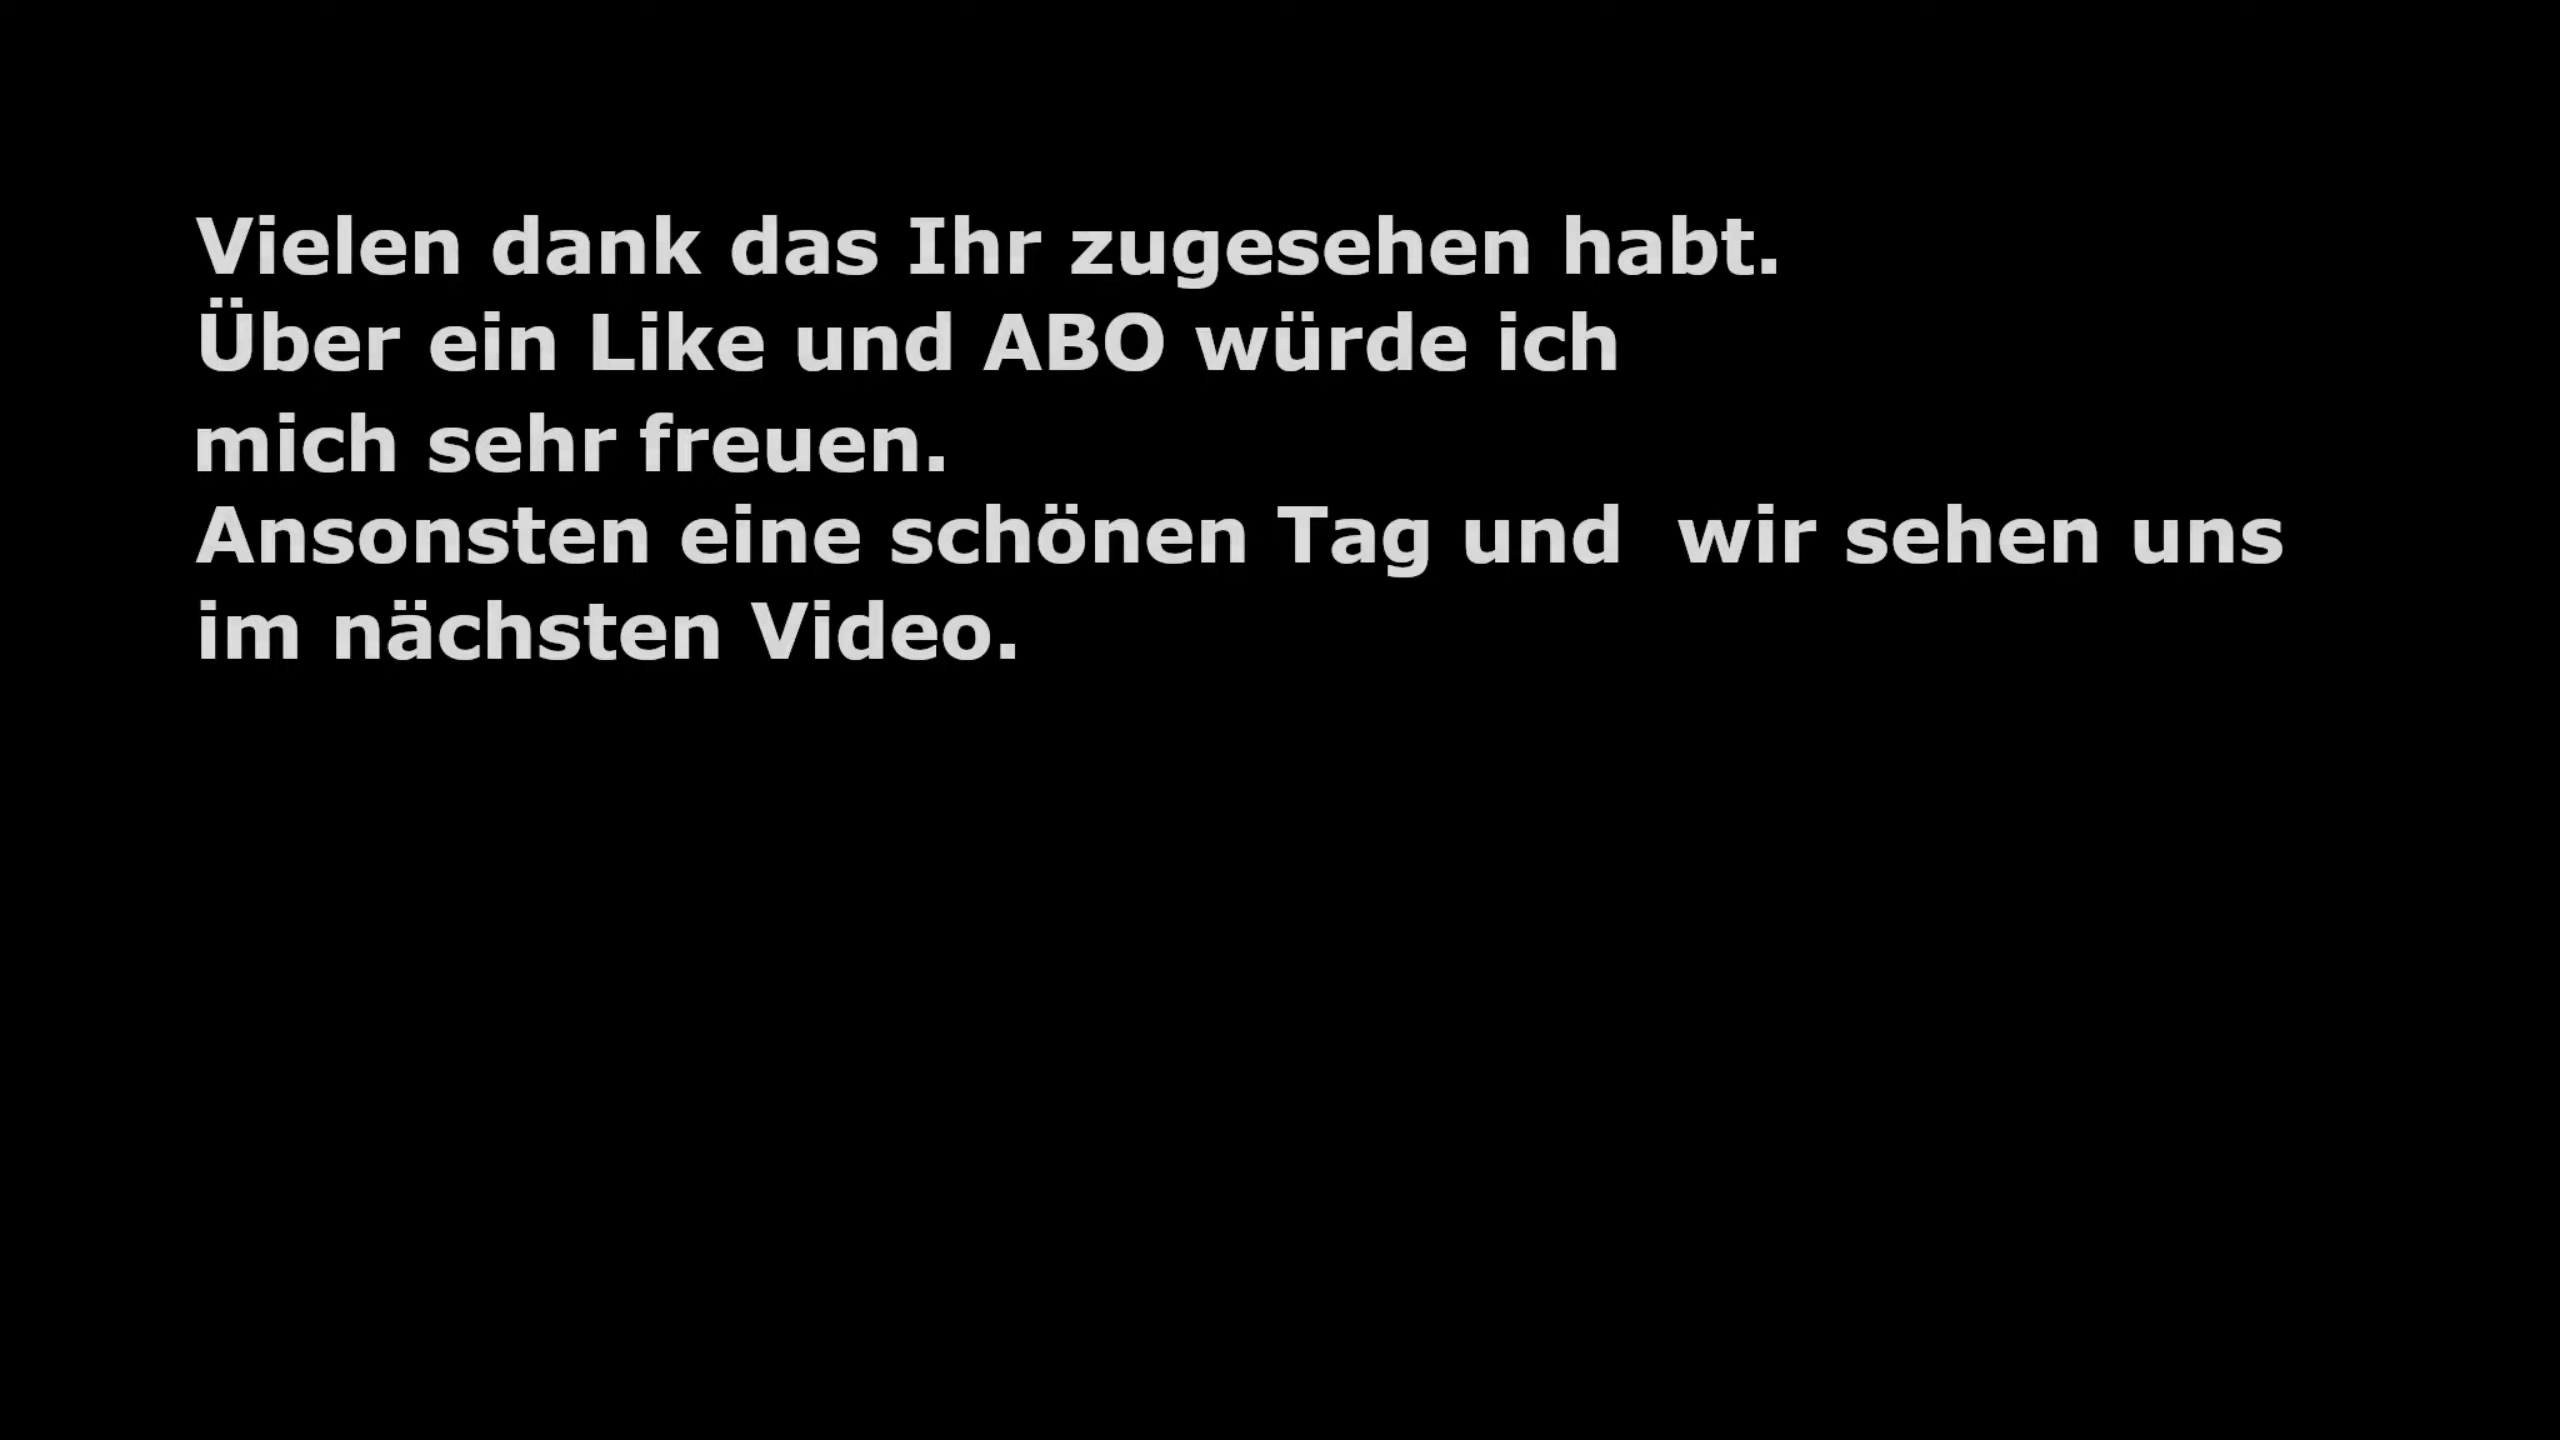 Vielen dank das Ihr zugesehen habt.
Über ein Like und ABO würde ich
mich sehr freuen.
Ansonsten eine schönen Tag und  wir sehen uns
im nächsten Video.